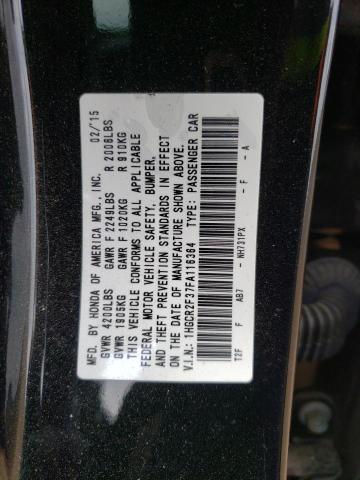 MFD. BY HONDA OF AMERICA MFG., INC. 02/'15
GVWR 4200LBS GAWR F 2249LBS R 2006LBS
GVWR 1905KG GAWR F 1020KG R 910KG
THIS VEHICLE CONFORMS TO ALL APPLICABLE
FEDERAL MOTOR VEHICLE SAFETY, BUMPER,
AND THEFT PREVENTION STANDARDS IN EFFECT
ON THE DATE OF MANUFACTURE SHOWN ABOVE.
V.I.N.: 1HGCR2F37FA116364 TYPE: PASSENGER CAR
T2F F AB7 - NH731PX - F - A